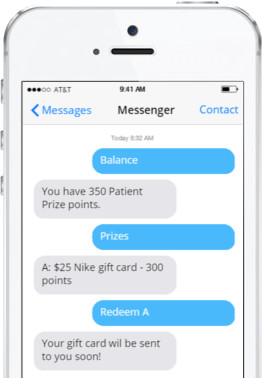 AT&T 9:41 AM
Messages Messenger Contact
Today 9:32 AM
Balance
You have 350 Patient
Prize points.
Prizes
A: $25 Nike gift card - 300
points
Redeem A
Your gift card wil be sent
to you soon!